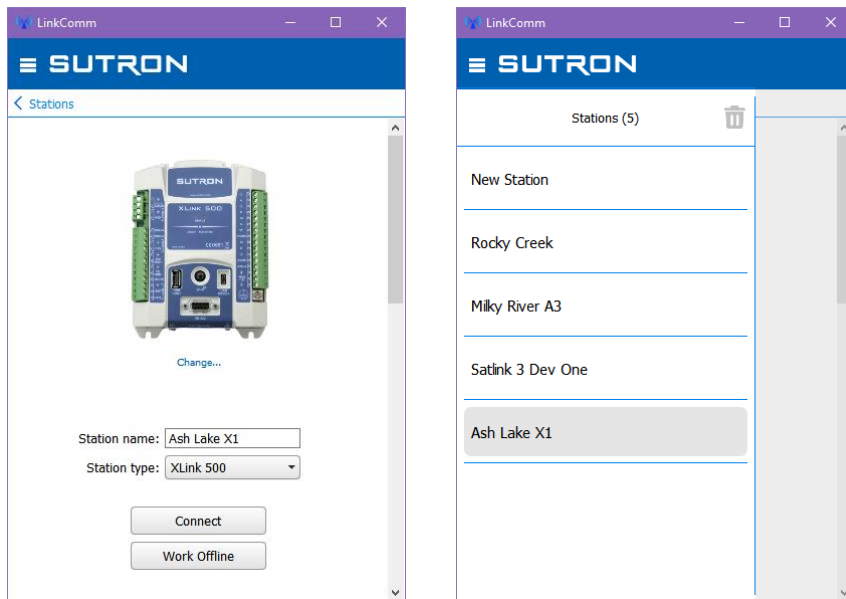 LinkComm
SUTRON
Stations
SUTRON
XLINK 500
Change...
Station name: Ash Lake X1
Station type: XLink 500
Connect
Work Offline
LinkComm
SUTRON
Stations (5)
New Station
Rocky Creek
Milky River A3
Satlink 3 Dev One
Ash Lake X1